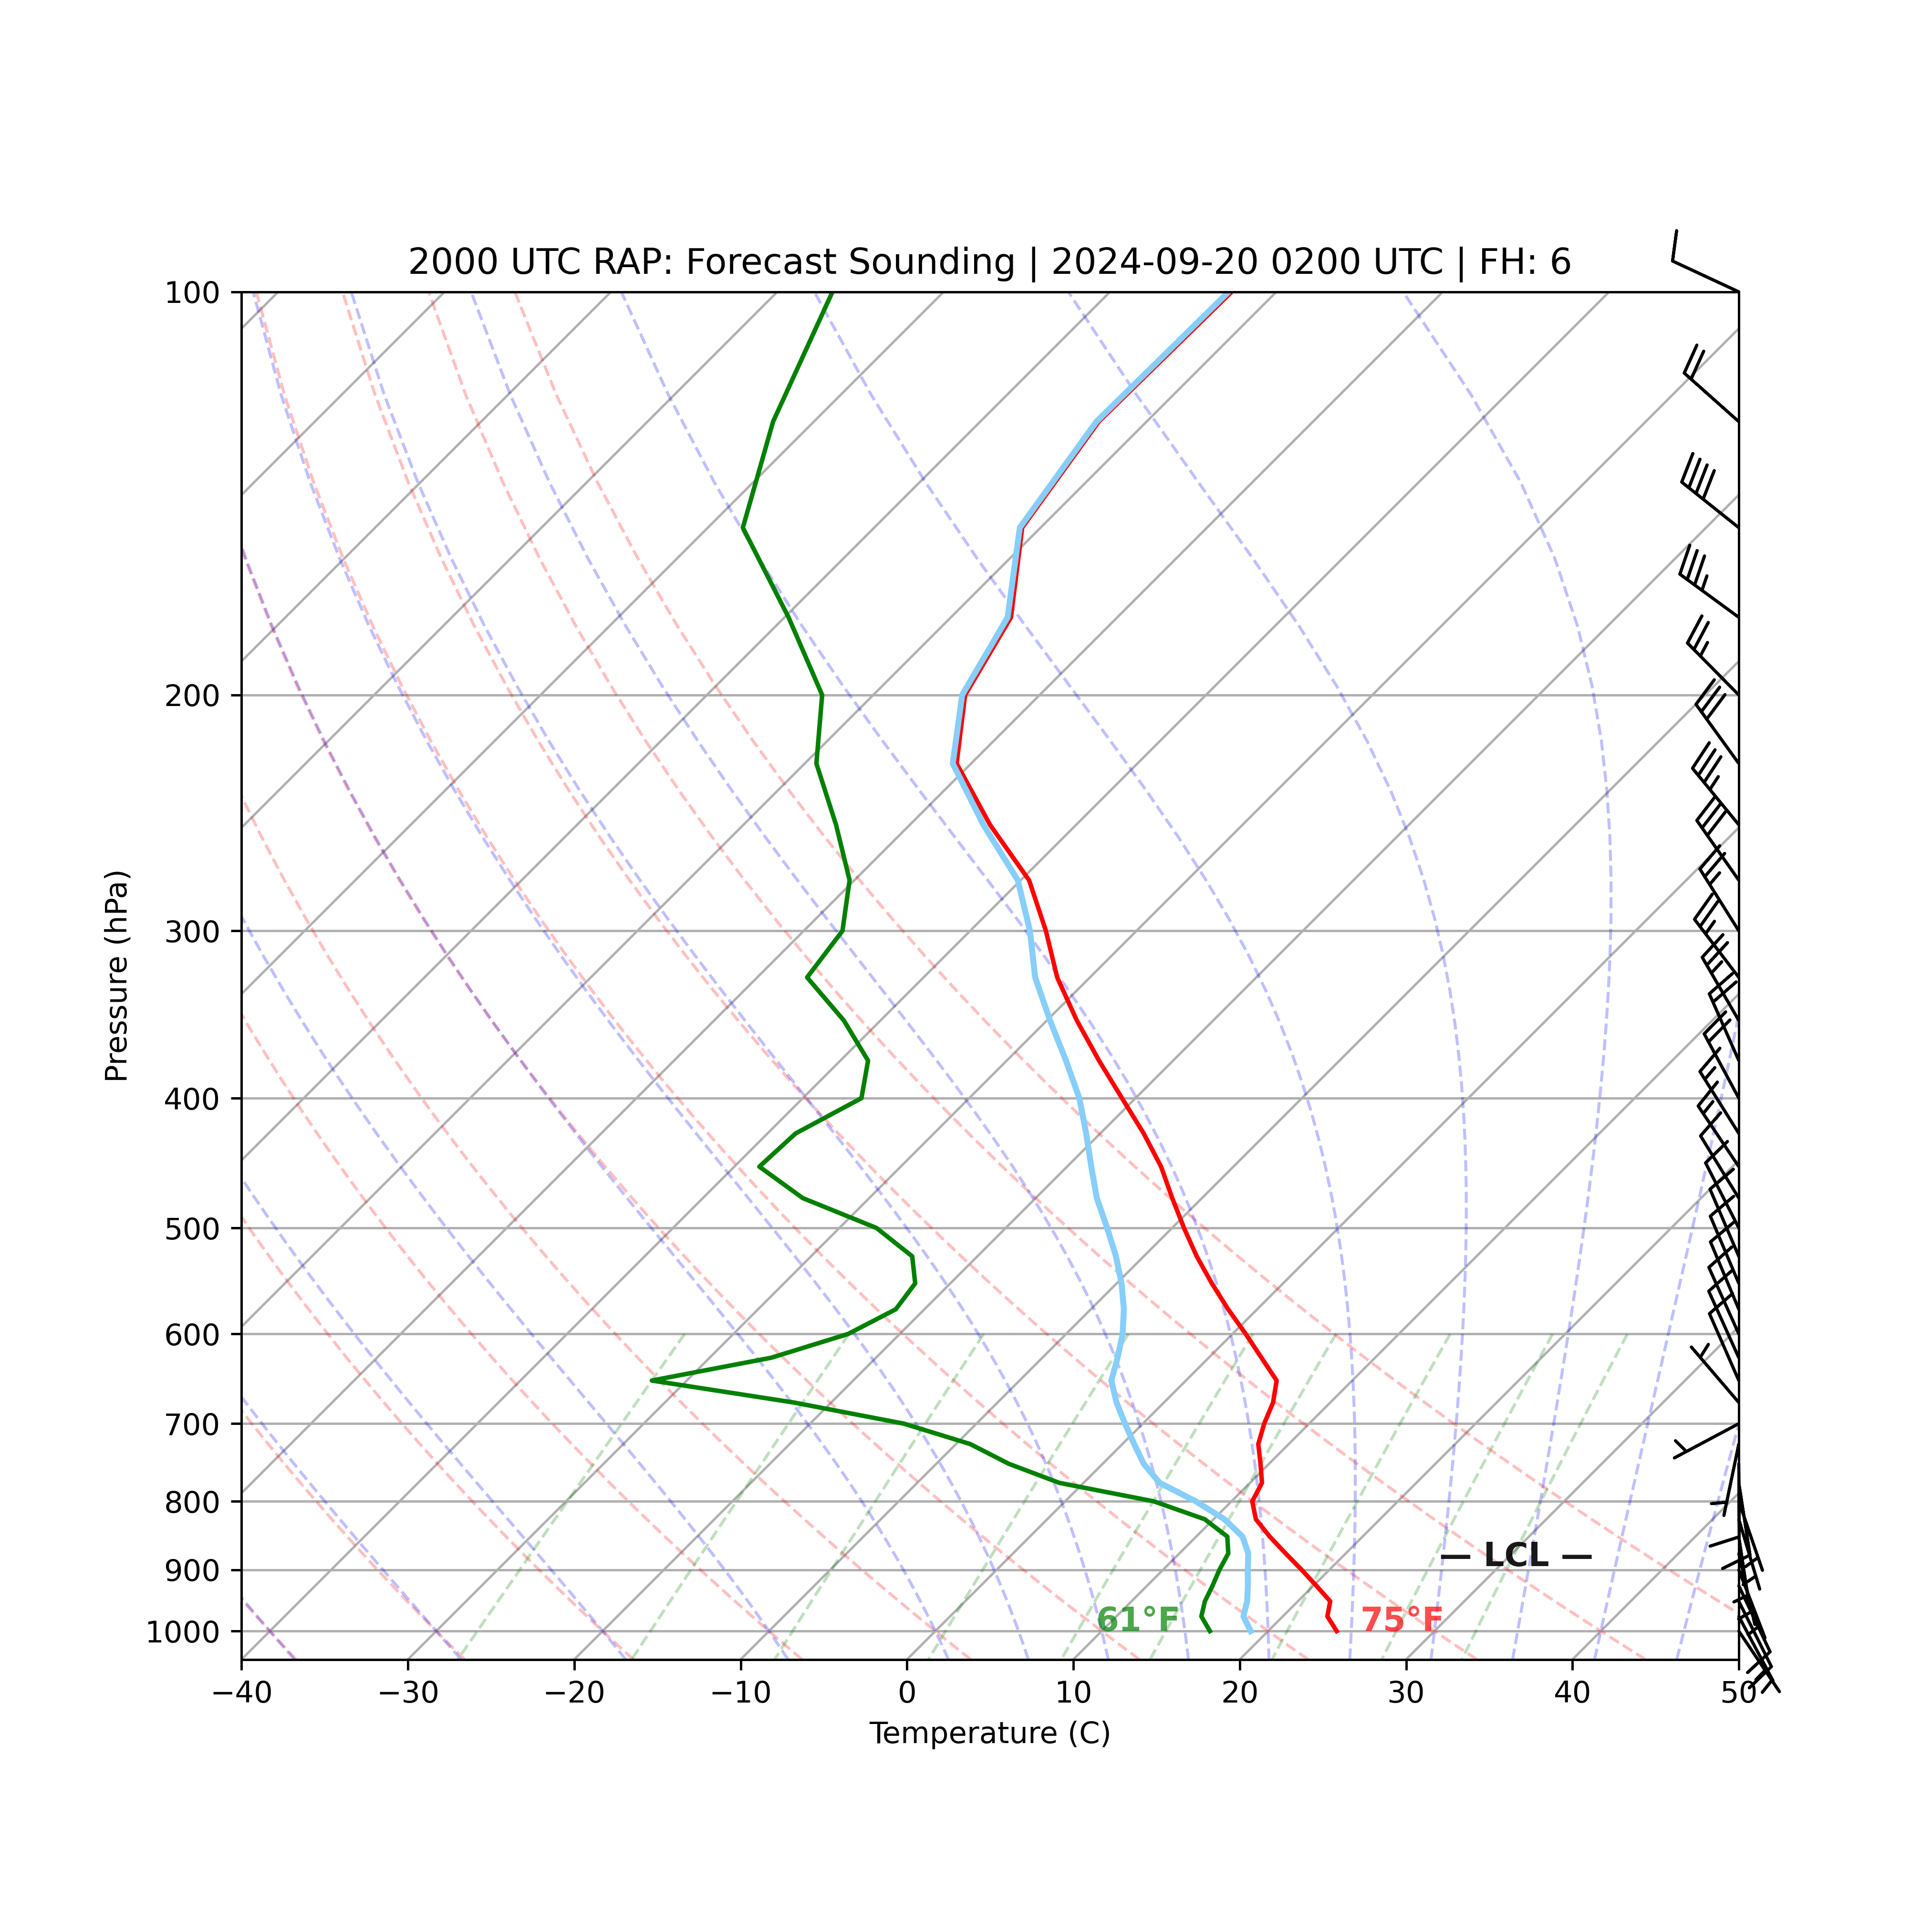 2000 UTC RAP: Forecast Sounding | 2024-09-20 0200 UTC | FH: 6
100
200
300
400
500
600
700
800
900
1000
Pressure (hPa)
— LCL —
61°F
75°F
−40 −30 −20 −10 0 10 20 30 40 50
Temperature (C)